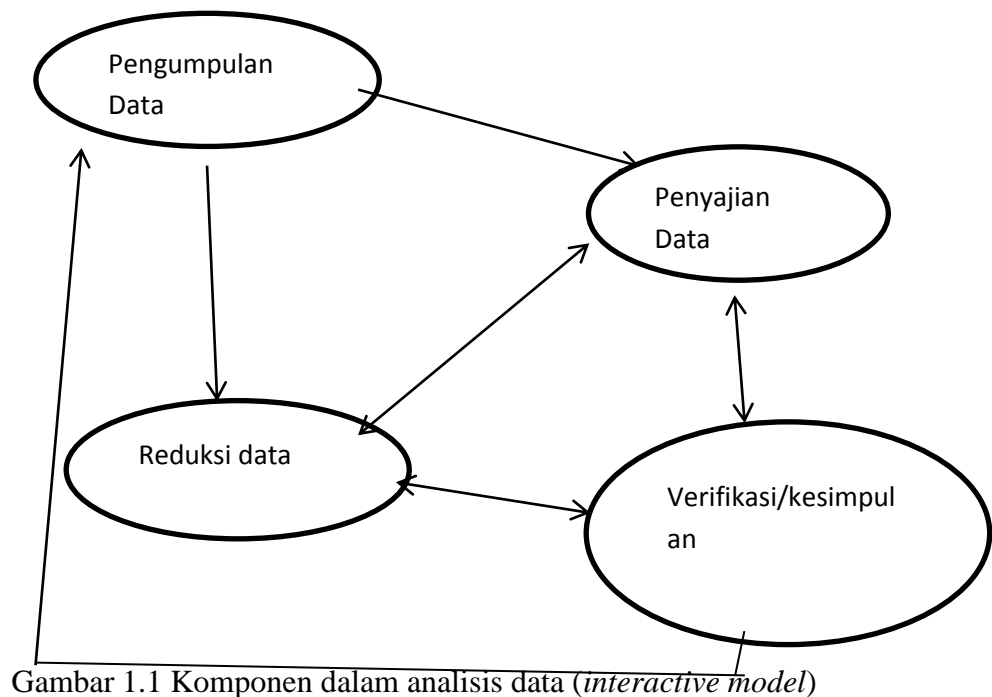 Pengumpulan
Data
Penyajian
Data
Reduksi data
Verifikasi/kesimpul
an
Gambar 1.1 Komponen dalam analisis data (interactive model)